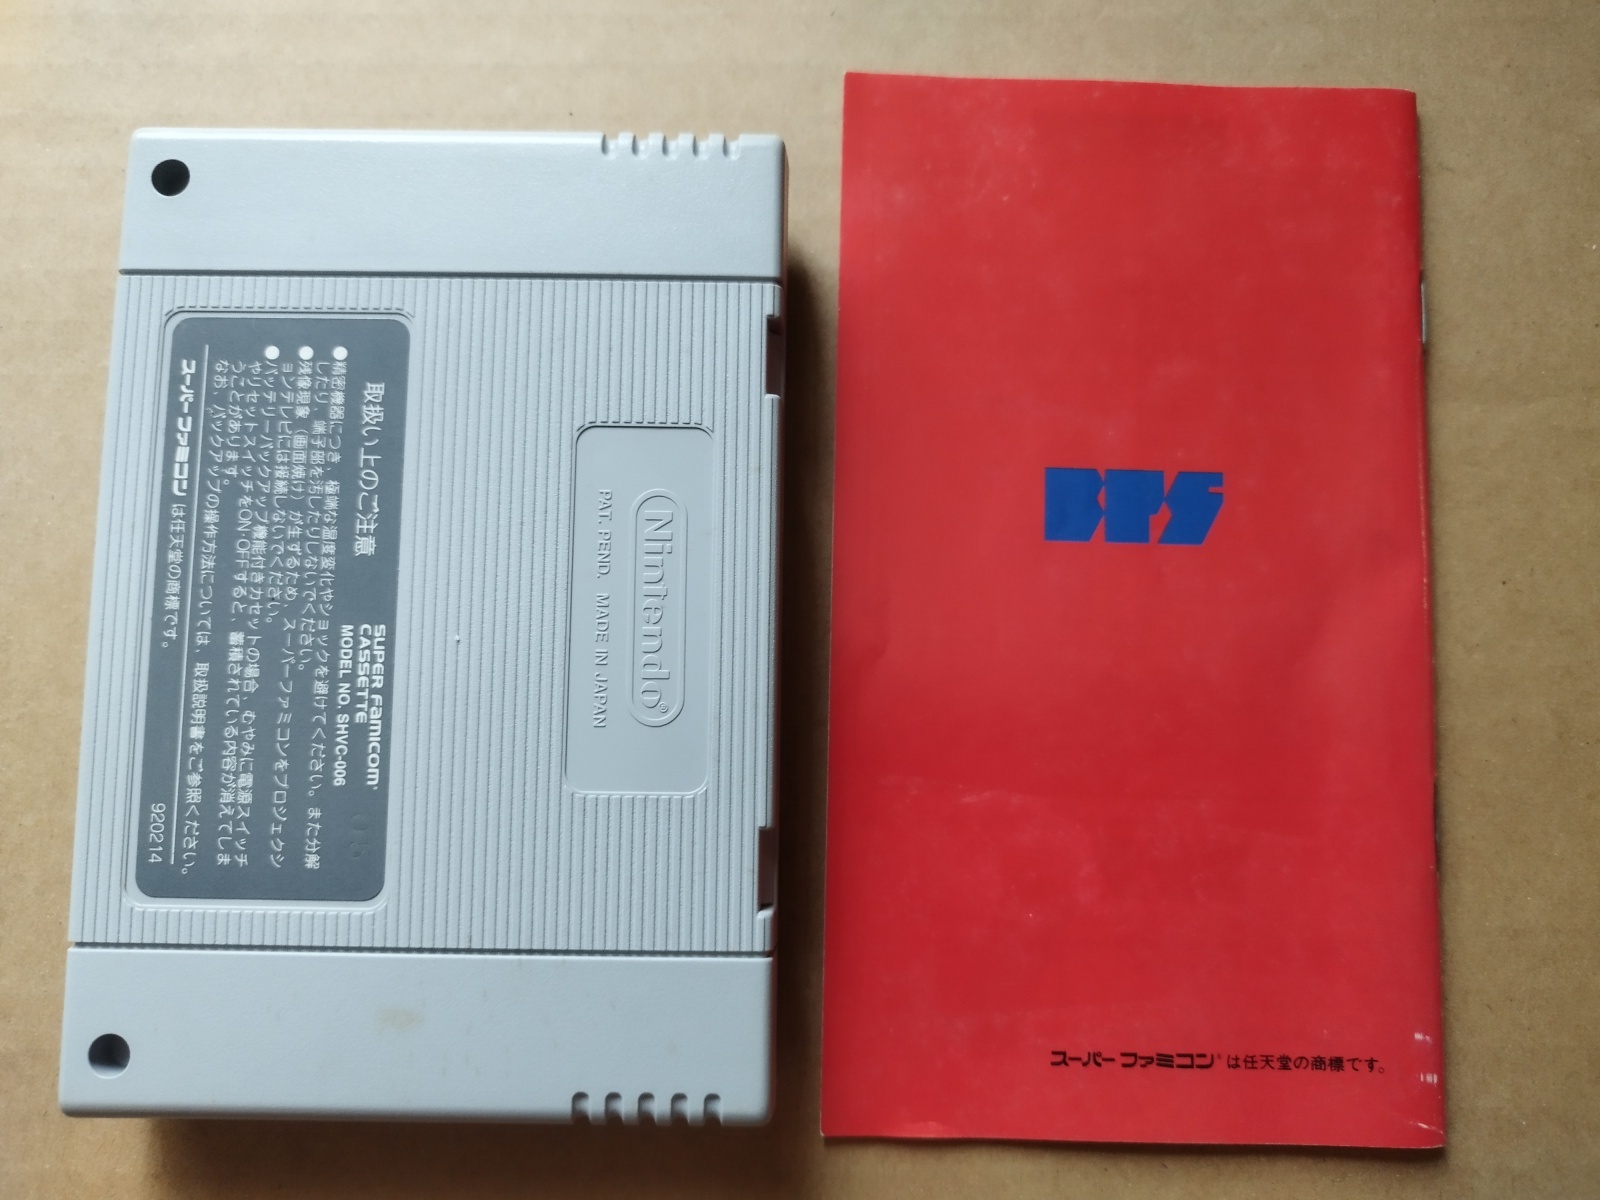 取扱い上のご注意
SUPER Famicom
CASSETTE
MODEL NO. SHVC-006
●精密機器につき、極端な温度変化やショックを避けてください。また分解
したり、端子部を汚したりしないでください。
●残像現象（画面焼け）が生ずるため、スーパーファミコンをプロジェクシ
ョンテレビには接続しないでください。
●バッテリーバックアップ機能付きカセットの場合、むやみに電源スイッチ
やリセットスイッチをON・OFFすると、蓄積されている内容が消えてしま
うことがあります。
なお、バックアップの操作方法については、取扱説明書をご参照ください。
スーパーファミコンは任天堂の商標です。
920214
Nintendo®
PAT. PEND. MADE IN JAPAN
BPS
スーパーファミコン®は任天堂の商標です。